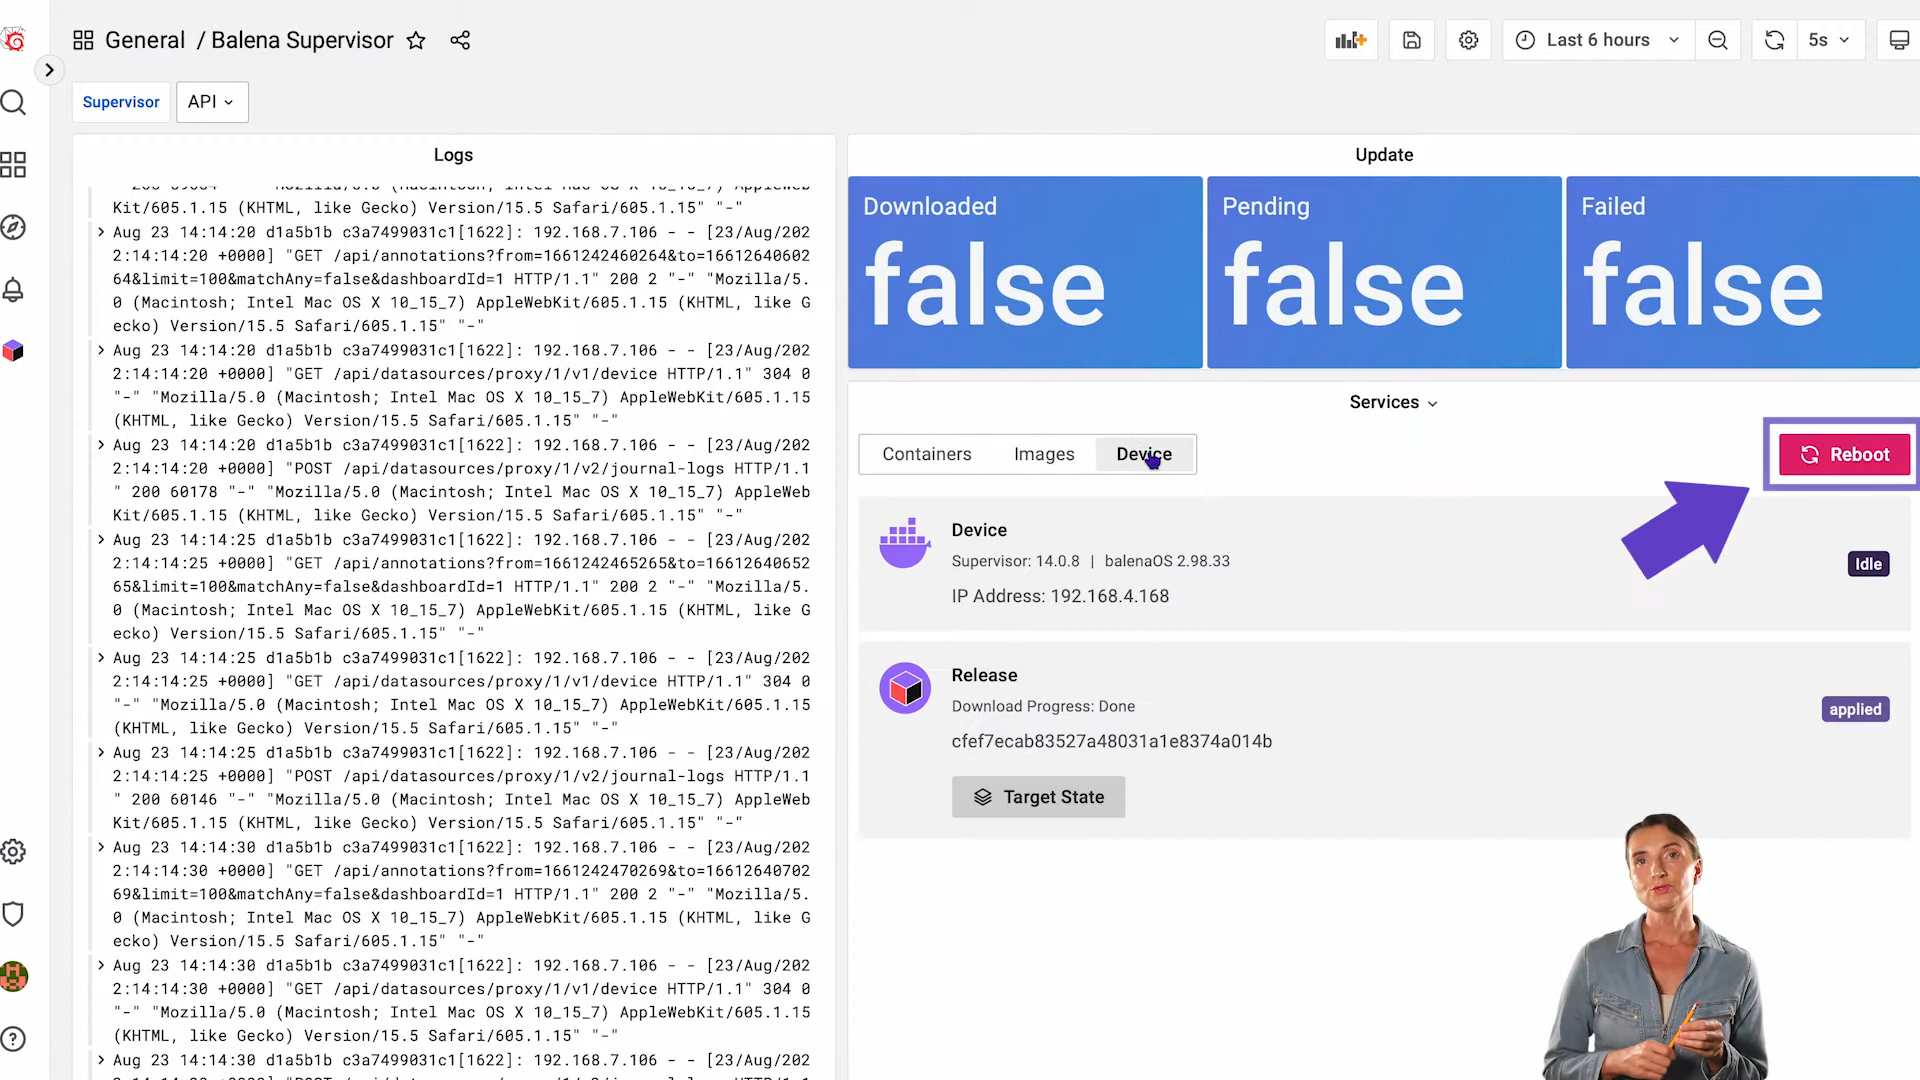 General / Balena Supervisor
Last 6 hours
5s
Supervisor
API
Logs
Kit/605.1.15 (KHTML, like Gecko) Version/15.5 Safari/605.1.15" "-"
Aug 23 14:14:20 d1a5b1b c3a7499031c1[1622]: 192.168.7.106 - - [23/Aug/202
2:14:14:20 +0000] "GET /api/annotations?from=1661242460264&to=16612640602
64&limit=100&matchAny=false&dashboardId=1 HTTP/1.1" 200 2 "-" "Mozilla/5.
0 (Macintosh; Intel Mac OS X 10_15_7) AppleWebKit/605.1.15 (KHTML, like G
ecko) Version/15.5 Safari/605.1.15" "-"
Aug 23 14:14:20 d1a5b1b c3a7499031c1[1622]: 192.168.7.106 - - [23/Aug/202
2:14:14:20 +0000] "GET /api/datasources/proxy/1/v1/device HTTP/1.1" 304 0
"-" "Mozilla/5.0 (Macintosh; Intel Mac OS X 10_15_7) AppleWebKit/605.1.15
(KHTML, like Gecko) Version/15.5 Safari/605.1.15" "-"
Aug 23 14:14:20 d1a5b1b c3a7499031c1[1622]: 192.168.7.106 - - [23/Aug/202
2:14:14:20 +0000] "POST /api/datasources/proxy/1/v2/journal-logs HTTP/1.1
" 200 60178 "-" "Mozilla/5.0 (Macintosh; Intel Mac OS X 10_15_7) AppleWeb
Kit/605.1.15 (KHTML, like Gecko) Version/15.5 Safari/605.1.15" "-"
Aug 23 14:14:25 d1a5b1b c3a7499031c1[1622]: 192.168.7.106 - - [23/Aug/202
2:14:14:25 +0000] "GET /api/annotations?from=1661242465265&to=16612640652
65&limit=100&matchAny=false&dashboardId=1 HTTP/1.1" 200 2 "-" "Mozilla/5.
0 (Macintosh; Intel Mac OS X 10_15_7) AppleWebKit/605.1.15 (KHTML, like G
ecko) Version/15.5 Safari/605.1.15" "-"
Aug 23 14:14:25 d1a5b1b c3a7499031c1[1622]: 192.168.7.106 - - [23/Aug/202
2:14:14:25 +0000] "GET /api/datasources/proxy/1/v1/device HTTP/1.1" 304 0
"-" "Mozilla/5.0 (Macintosh; Intel Mac OS X 10_15_7) AppleWebKit/605.1.15
(KHTML, like Gecko) Version/15.5 Safari/605.1.15" "-"
Aug 23 14:14:25 d1a5b1b c3a7499031c1[1622]: 192.168.7.106 - - [23/Aug/202
2:14:14:25 +0000] "POST /api/datasources/proxy/1/v2/journal-logs HTTP/1.1
" 200 60146 "-" "Mozilla/5.0 (Macintosh; Intel Mac OS X 10_15_7) AppleWeb
Kit/605.1.15 (KHTML, like Gecko) Version/15.5 Safari/605.1.15" "-"
Aug 23 14:14:30 d1a5b1b c3a7499031c1[1622]: 192.168.7.106 - - [23/Aug/202
2:14:14:30 +0000] "GET /api/annotations?from=1661242470269&to=16612640702
69&limit=100&matchAny=false&dashboardId=1 HTTP/1.1" 200 2 "-" "Mozilla/5.
0 (Macintosh; Intel Mac OS X 10_15_7) AppleWebKit/605.1.15 (KHTML, like G
ecko) Version/15.5 Safari/605.1.15" "-"
Aug 23 14:14:30 d1a5b1b c3a7499031c1[1622]: 192.168.7.106 - - [23/Aug/202
2:14:14:30 +0000] "GET /api/datasources/proxy/1/v1/device HTTP/1.1" 304 0
"-" "Mozilla/5.0 (Macintosh; Intel Mac OS X 10_15_7) AppleWebKit/605.1.15
(KHTML, like Gecko) Version/15.5 Safari/605.1.15" "-"
Aug 23 14:14:30 d1a5b1b c3a7499031c1[1622]: 192.168.7.106 - - [23/Aug/202
Update
Downloaded
false
Pending
false
Failed
false
Services
Containers
Images
Device
Reboot
Device
Supervisor: 14.0.8 | balenaOS 2.98.33
IP Address: 192.168.4.168
Idle
Release
Download Progress: Done
cfef7ecab83527a48031a1e8374a014b
applied
Target State